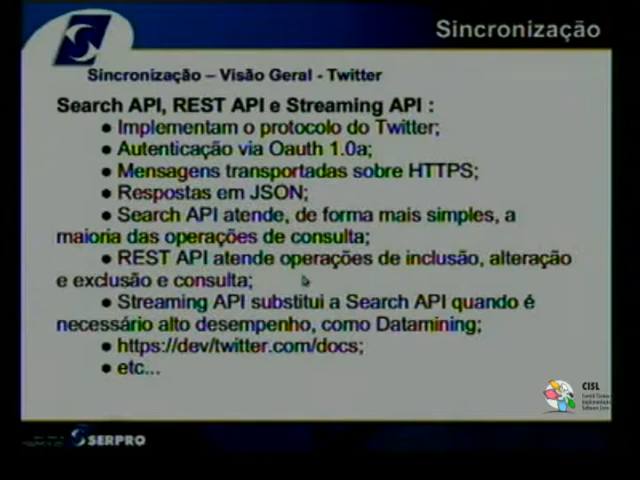 Sincronização
Sincronização – Visão Geral - Twitter
Search API, REST API e Streaming API :
● Implementam o protocolo do Twitter;
● Autenticação via Oauth 1.0a;
● Mensagens transportadas sobre HTTPS;
● Respostas em JSON;
● Search API atende, de forma mais simples, a
maioria das operações de consulta;
● REST API atende operações de inclusão, alteração
e exclusão e consulta;
● Streaming API substitui a Search API quando é
necessário alto desempenho, como Datamining;
● https://dev/twitter.com/docs;
● etc...
CISL
SERPRO